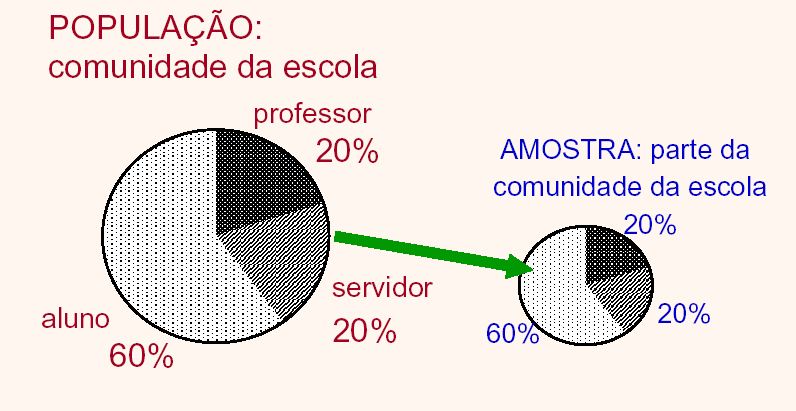 POPULAÇÃO:
comunidade da escola
professor
20%
servidor
20%
aluno
60%
AMOSTRA: parte da
comunidade da escola
20%
20%
60%